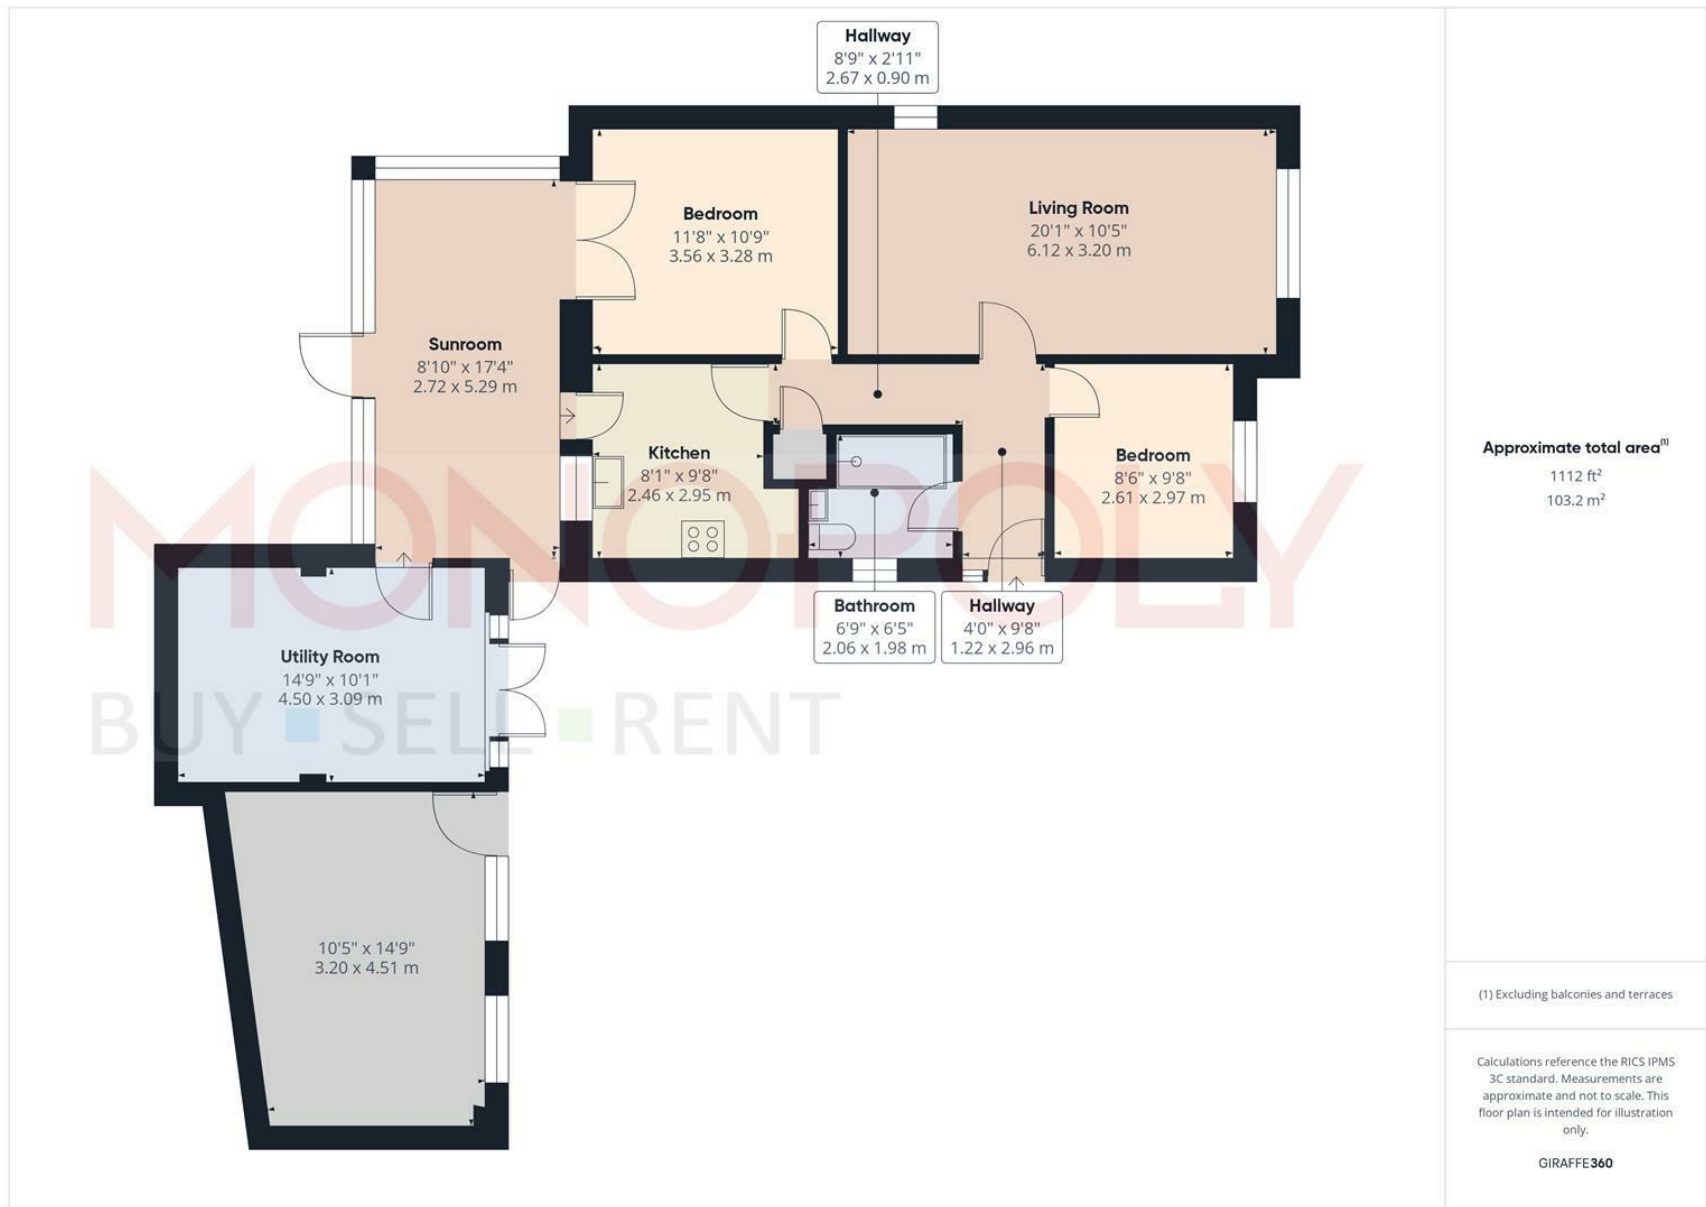 Hallway
8'9" x 2'11"
2.67 x 0.90 m
Bedroom
11'8" x 10'9"
3.56 x 3.28 m
Living Room
20'1" x 10'5"
6.12 x 3.20 m
Sunroom
8'10" x 17'4"
2.72 x 5.29 m
Kitchen
8'1" x 9'8"
2.46 x 2.95 m
Bedroom
8'6" x 9'8"
2.61 x 2.97 m
Bathroom
6'9" x 6'5"
2.06 x 1.98 m
Hallway
4'0" x 9'8"
1.22 x 2.96 m
Utility Room
14'9" x 10'1"
4.50 x 3.09 m
10'5" x 14'9"
3.20 x 4.51 m
MONOPOLY
BUY SELL RENT
Approximate total area(1)
1112 ft²
103.2 m²
(1) Excluding balconies and terraces
Calculations reference the RICS IPMS
3C standard. Measurements are
approximate and not to scale. This
floor plan is intended for illustration
only.
GIRAFFE360